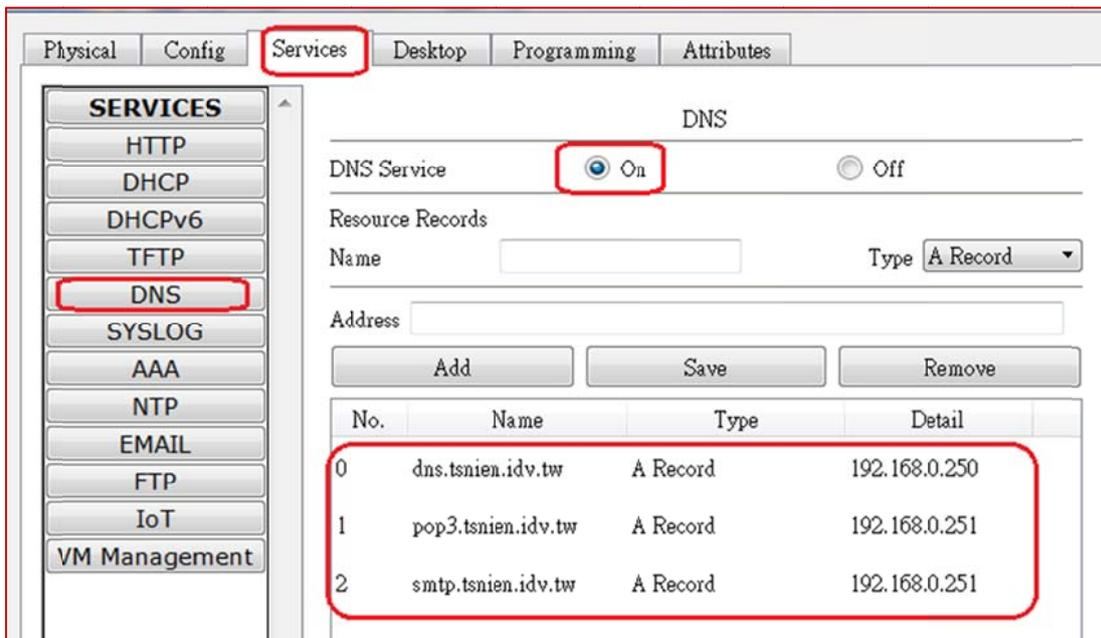 Physical Config Services Desktop Programming Attributes
SERVICES
HTTP
DHCP
DHCPv6
TFTP
DNS
SYSLOG
AAA
NTP
EMAIL
FTP
IoT
VM Management
DNS
DNS Service On Off
Resource Records
Name Type A Record
Address
Add Save Remove
No. Name Type Detail
0 dns.tsnien.idv.tw A Record 192.168.0.250
1 pop3.tsnien.idv.tw A Record 192.168.0.251
2 smtp.tsnien.idv.tw A Record 192.168.0.251